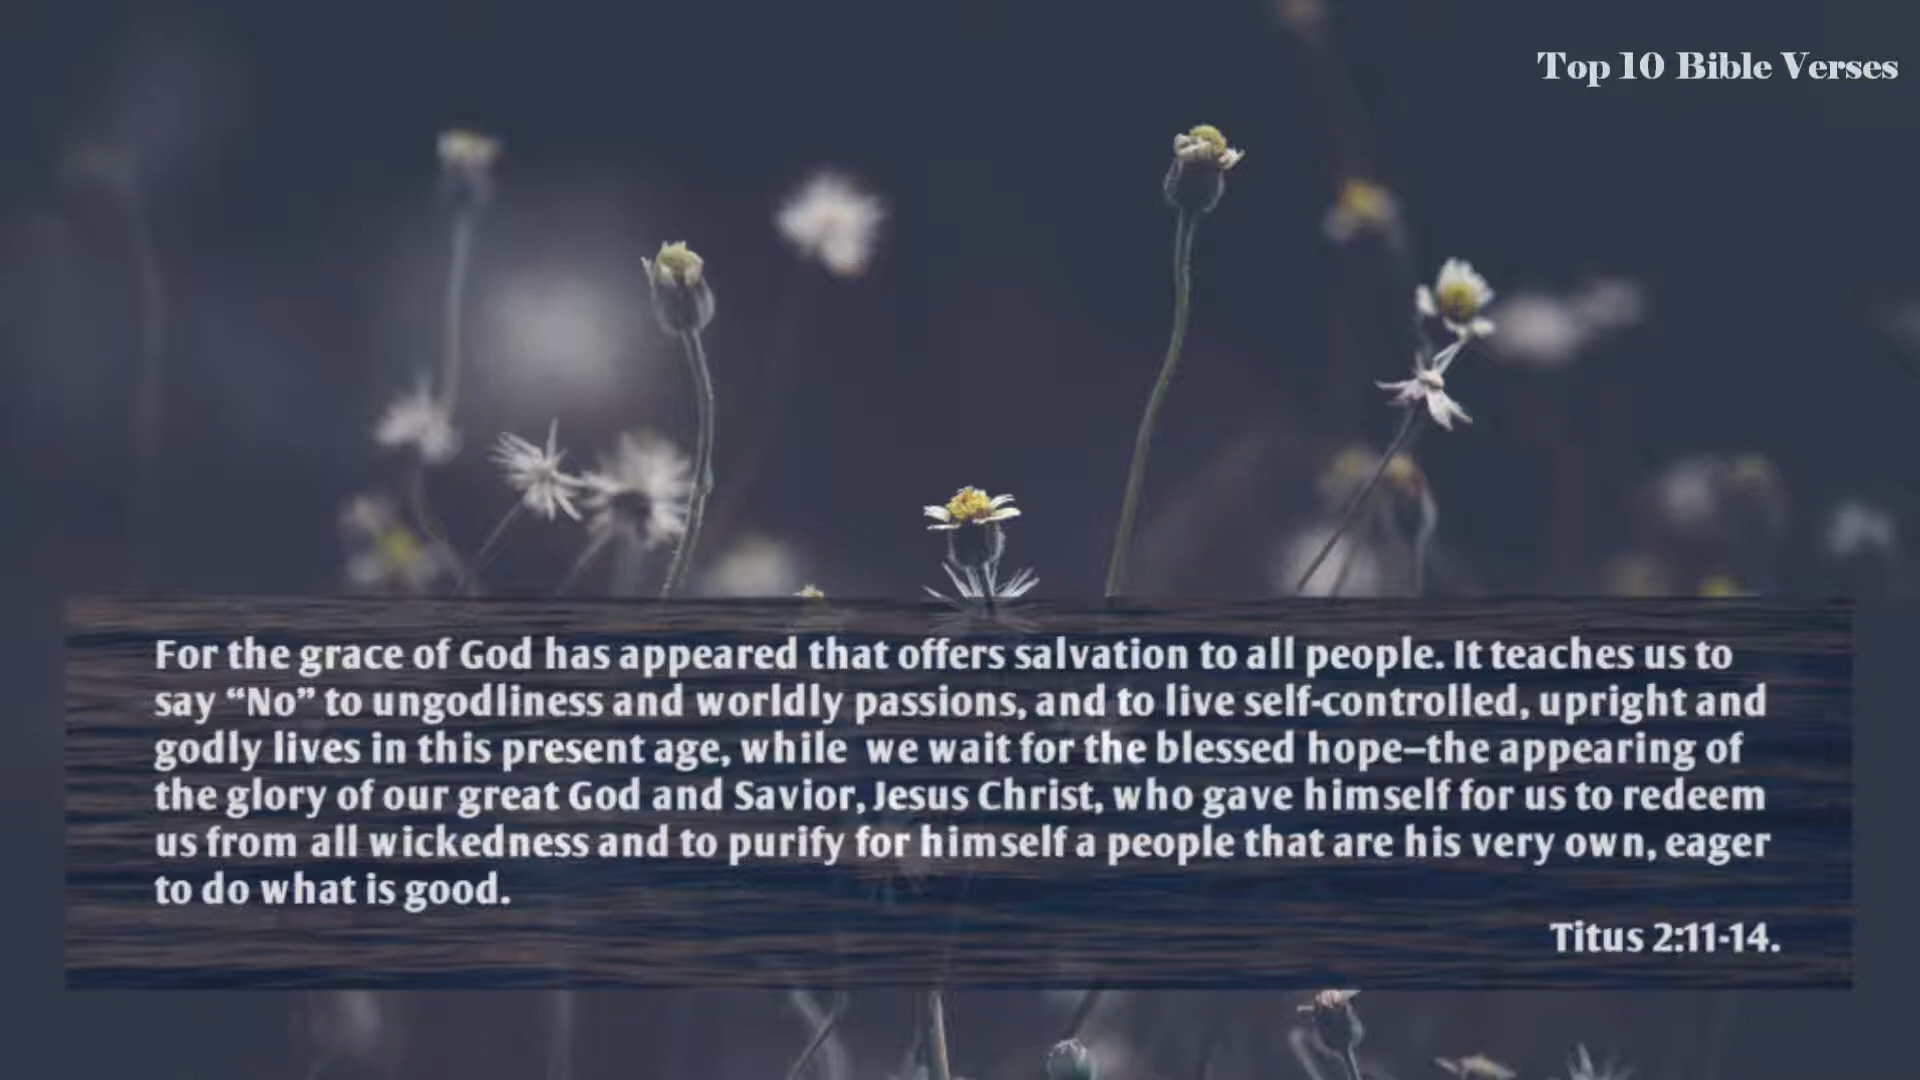 Top 10 Bible Verses
For the grace of God has appeared that offers salvation to all people. It teaches us to
say “No” to ungodliness and worldly passions, and to live self-controlled, upright and
godly lives in this present age, while we wait for the blessed hope–the appearing of
the glory of our great God and Savior, Jesus Christ, who gave himself for us to redeem
us from all wickedness and to purify for himself a people that are his very own, eager
to do what is good.
Titus 2:11-14.